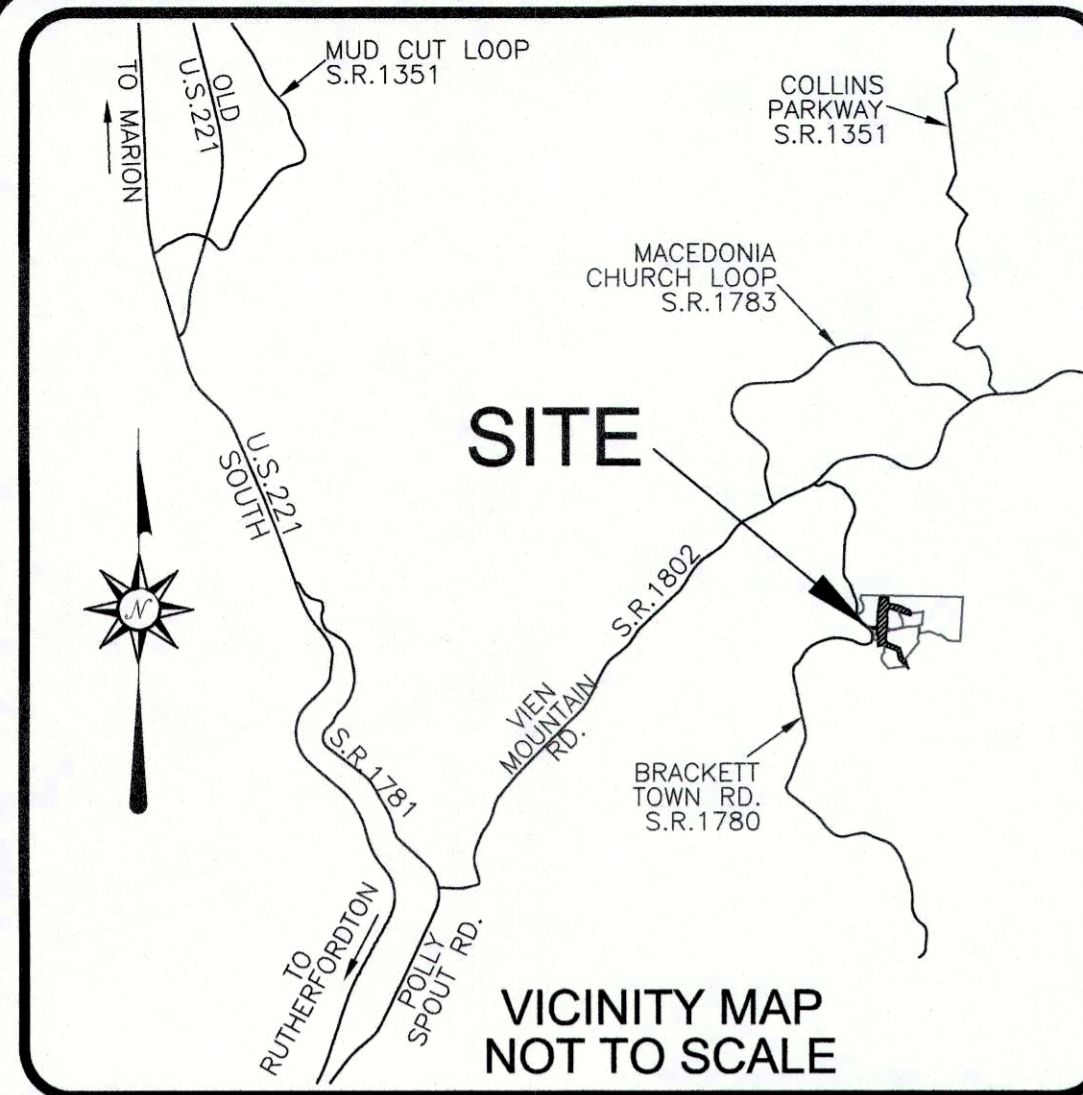 MUD CUT LOOP
S.R.1351
OLD
U.S.221
TO MARION
COLLINS
PARKWAY
S.R.1351
MACEDONIA
CHURCH LOOP
S.R.1783
SITE
U.S.221
SOUTH
N
S.R.1802
VIEN
MOUNTAIN
RD.
S.R.1781
BRACKETT
TOWN RD.
S.R.1780
TO
RUTHERFORDTON
POLLY
SPOUT RD.
VICINITY MAP
NOT TO SCALE